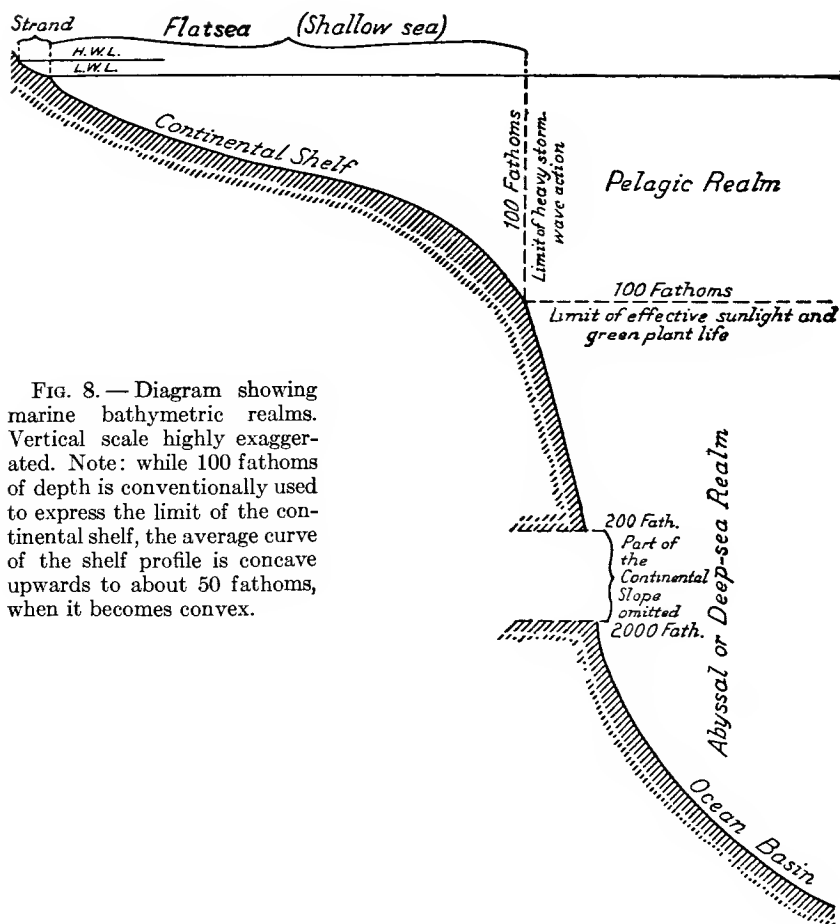 Strand
Flatsea (Shallow sea)
H.W.L.
L.W.L.
Continental Shelf
100 Fathoms
Limit of heavy storm-
wave action
Pelagic Realm
100 Fathoms
Limit of effective sunlight and
green plant life
FIG. 8. — Diagram showing
marine bathymetric realms.
Vertical scale highly exagger-
ated. Note: while 100 fathoms
of depth is conventionally used
to express the limit of the con-
tinental shelf, the average curve
of the shelf profile is concave
upwards to about 50 fathoms,
when it becomes convex.
200 Fath.
Part of
the
Continental
Slope
omitted
2000 Fath.
Abyssal or Deep-sea Realm
Ocean Basin